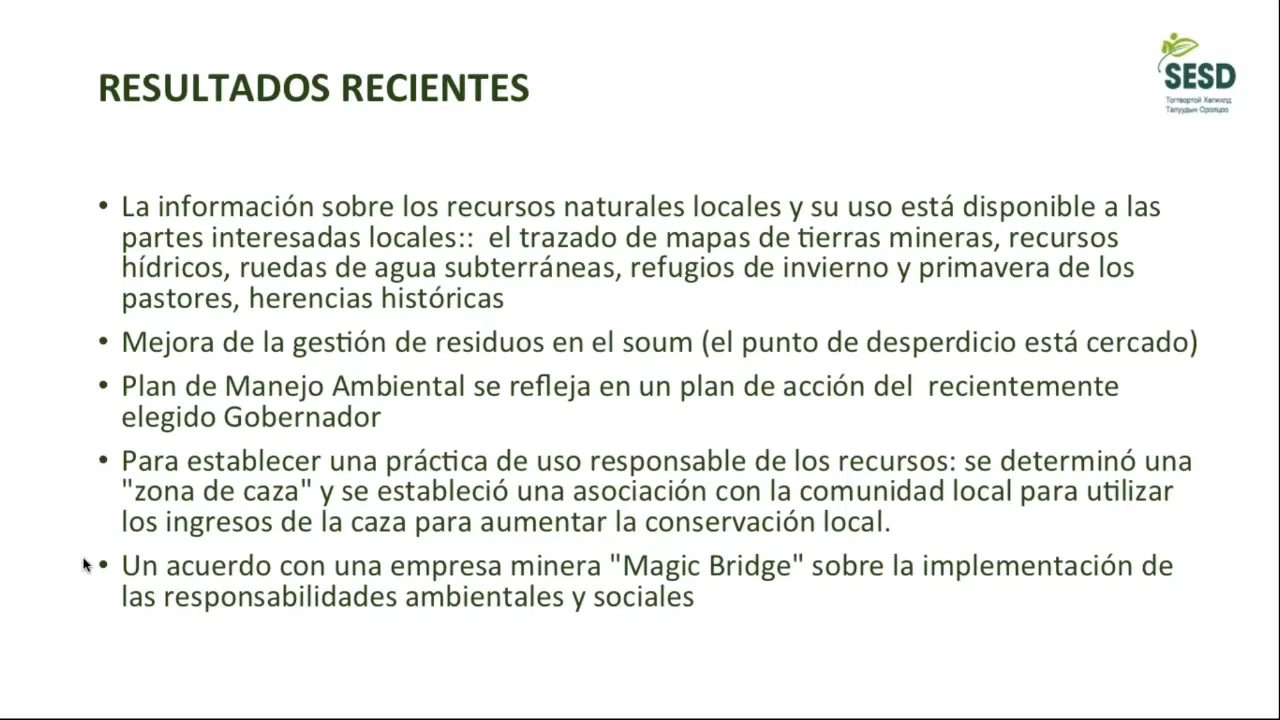 RESULTADOS RECIENTES
SESD
Тогтвортой Хөгжилд
Талуудын Оролцоо
• La información sobre los recursos naturales locales y su uso está disponible a las
partes interesadas locales::  el trazado de mapas de tierras mineras, recursos
hídricos, ruedas de agua subterráneas, refugios de invierno y primavera de los
pastores, herencias históricas
• Mejora de la gestión de residuos en el soum (el punto de desperdicio está cercado)
• Plan de Manejo Ambiental se refleja en un plan de acción del  recientemente
elegido Gobernador
• Para establecer una práctica de uso responsable de los recursos: se determinó una
"zona de caza" y se estableció una asociación con la comunidad local para utilizar
los ingresos de la caza para aumentar la conservación local.
• Un acuerdo con una empresa minera "Magic Bridge" sobre la implementación de
las responsabilidades ambientales y sociales